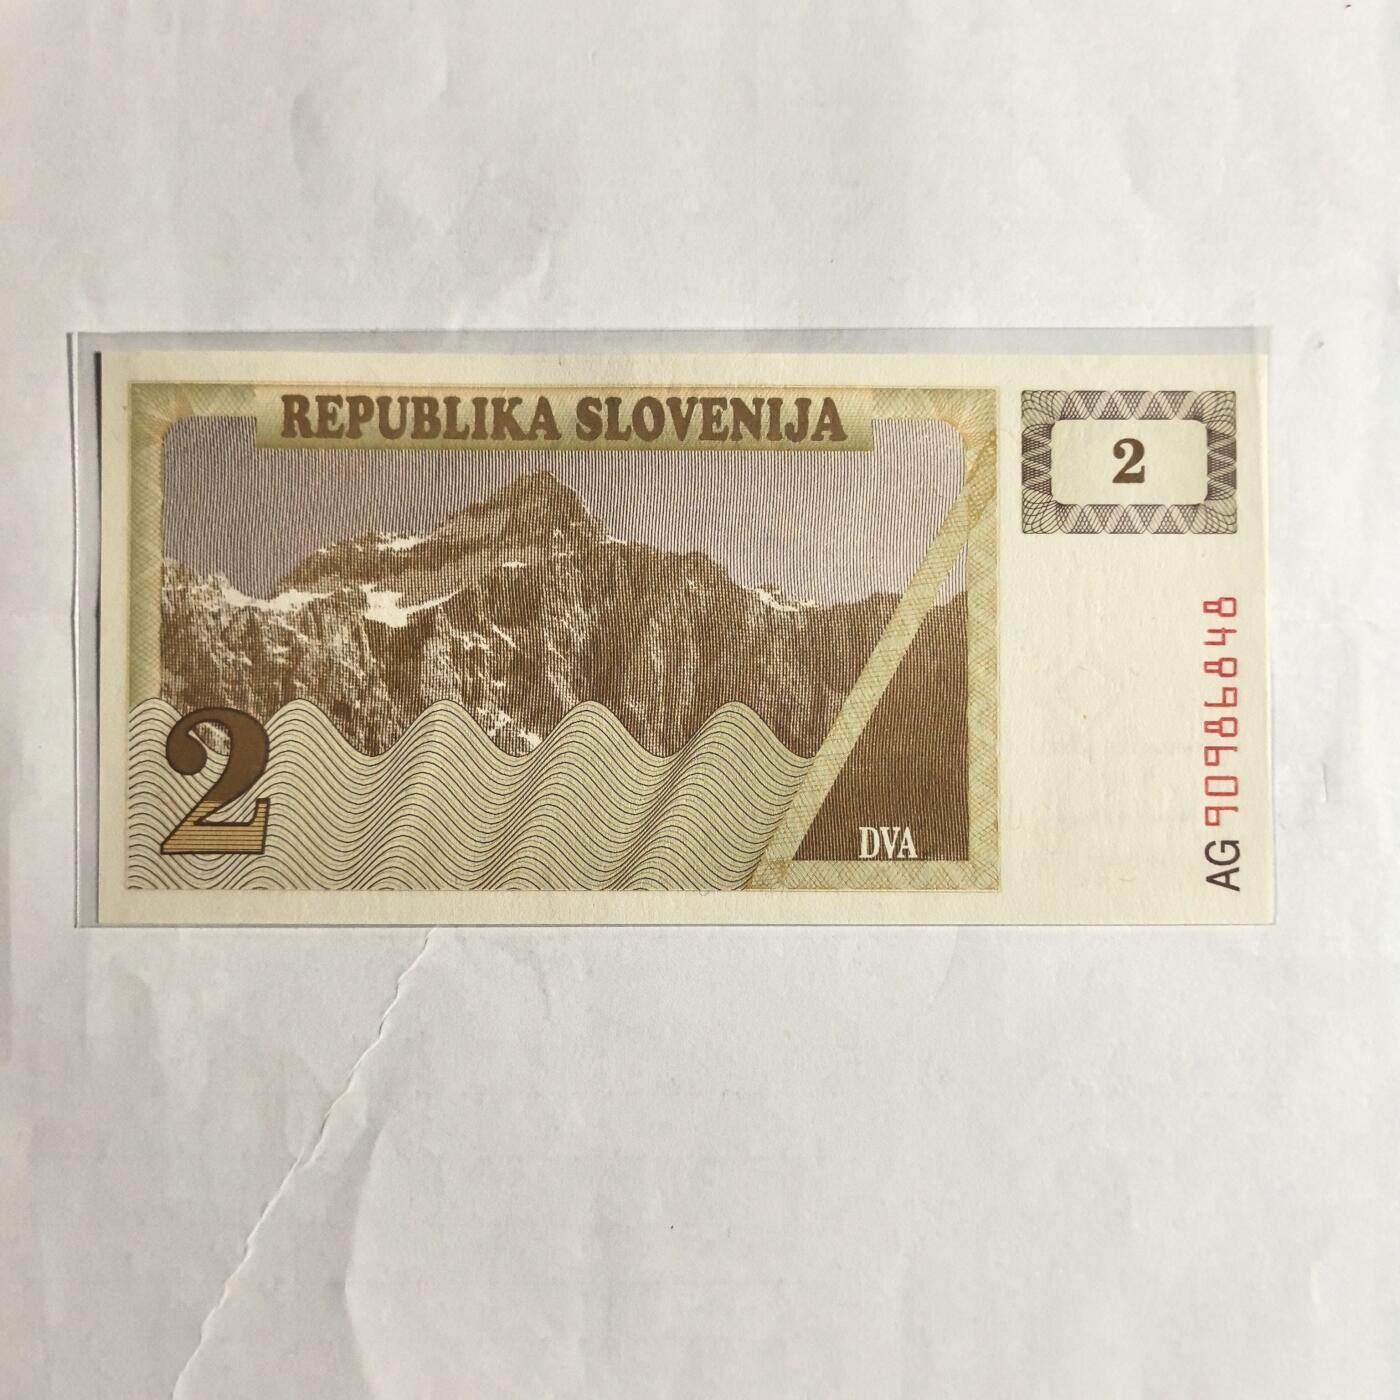 REPUBLIKA SLOVENIJA
2
2
DVA
AG 90986848